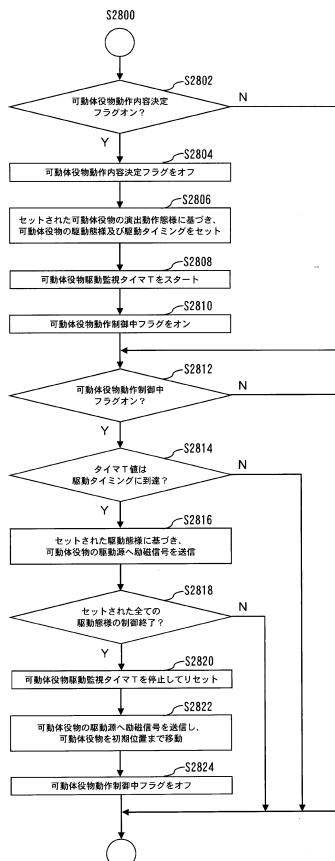 S2800
S2802
可動体役物動作内容決定
フラグオン？
N
Y
S2804
可動体役物動作内容決定フラグをオフ
S2806
セットされた可動体役物の演出動作態様に基づき、
可動体役物の駆動態様及び駆動タイミングをセット
S2808
可動体役物駆動監視タイマTをスタート
S2810
可動体役物動作制御中フラグをオン
S2812
可動体役物動作制御中
フラグオン？
N
Y
S2814
タイマT値は
駆動タイミングに到達？
N
Y
S2816
セットされた駆動態様に基づき、
可動体役物の駆動源へ励磁信号を送信
S2818
セットされた全ての
駆動態様の制御終了？
N
Y
S2820
可動体役物駆動監視タイマTを停止してリセット
S2822
可動体役物の駆動源へ励磁信号を送信し、
可動体役物を初期位置まで移動
S2824
可動体役物動作制御中フラグをオフ